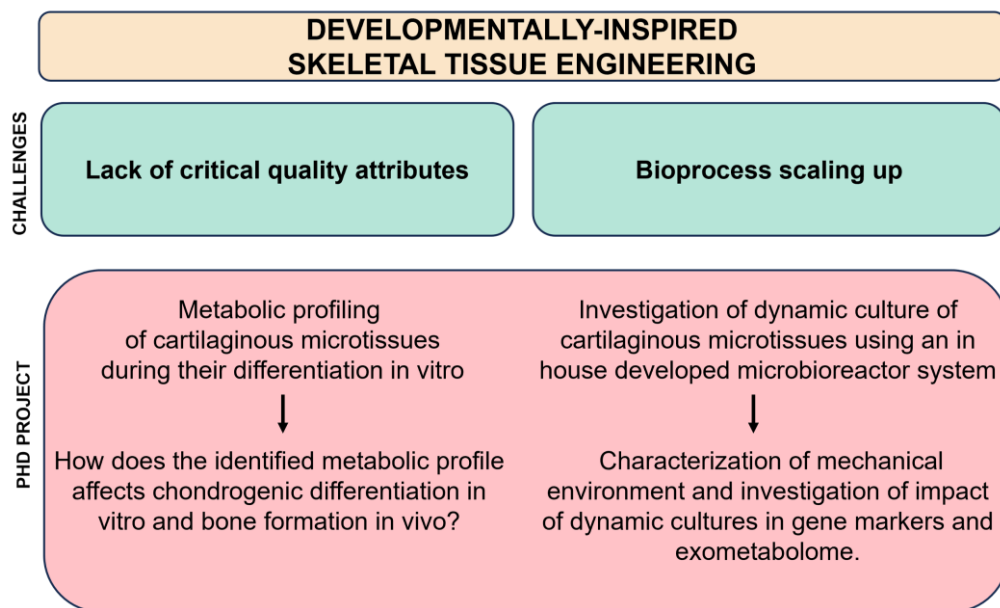 DEVELOPMENTALLY-INSPIRED
SKELETAL TISSUE ENGINEERING
CHALLENGES
Lack of critical quality attributes
Bioprocess scaling up
PHD PROJECT
Metabolic profiling
of cartilaginous microtissues
during their differentiation in vitro
How does the identified metabolic profile
affects chondrogenic differentiation in
vitro and bone formation in vivo?
Investigation of dynamic culture of
cartilaginous microtissues using an in
house developed microbioreactor system
Characterization of mechanical
environment and investigation of impact
of dynamic cultures in gene markers and
exometabolome.